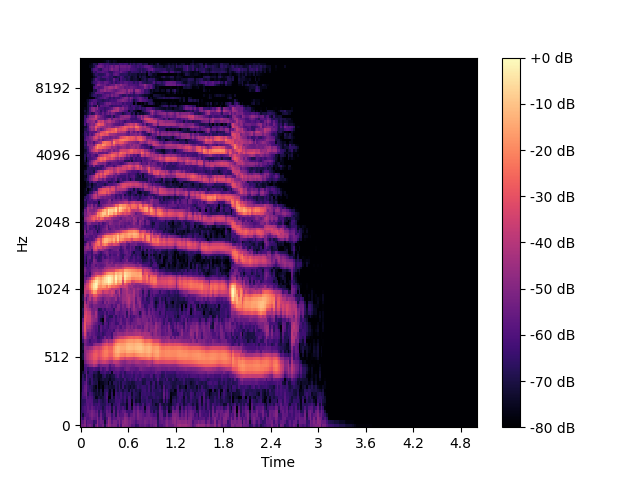 +0 dB
8192
-10 dB
4096
-20 dB
-30 dB
2048
Hz
-40 dB
1024
-50 dB
512
-60 dB
-70 dB
0
-80 dB
0 0.6 1.2 1.8 2.4 3 3.6 4.2 4.8
Time